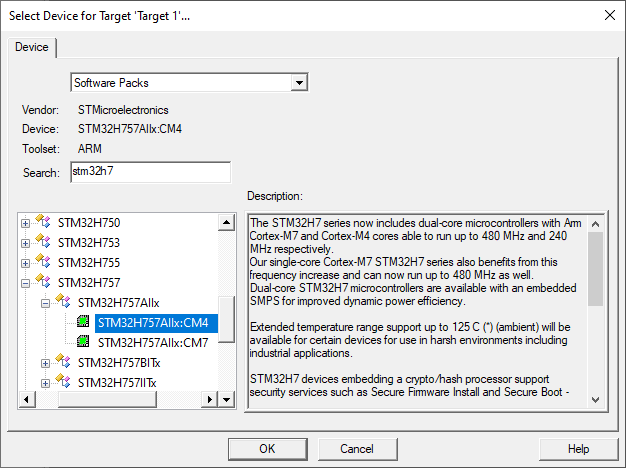 Select Device for Target 'Target 1'...
Device
Software Packs
Vendor: STMicroelectronics
Device: STM32H757AIIx:CM4
Toolset: ARM
Search: stm32h7
Description:
STM32H750
STM32H753
STM32H755
STM32H757
STM32H757AIIx
STM32H757AIIx:CM4
STM32H757AIIx:CM7
STM32H757BITx
STM32H757IITx
The STM32H7 series now includes dual-core microcontrollers with Arm
Cortex-M7 and Cortex-M4 cores able to run up to 480 MHz and 240
MHz respectively.
Our single-core Cortex-M7 STM32H7 series also benefits from this
frequency increase and can now run up to 480 MHz as well.
Dual-core STM32H7 microcontrollers are available with an embedded
SMPS for improved dynamic power efficiency.
Extended temperature range support up to 125 C (*) (ambient) will be
available for certain devices for use in harsh environments including
industrial applications.
STM32H7 devices embedding a crypto/hash processor support
security services such as Secure Firmware Install and Secure Boot -
OK
Cancel
Help